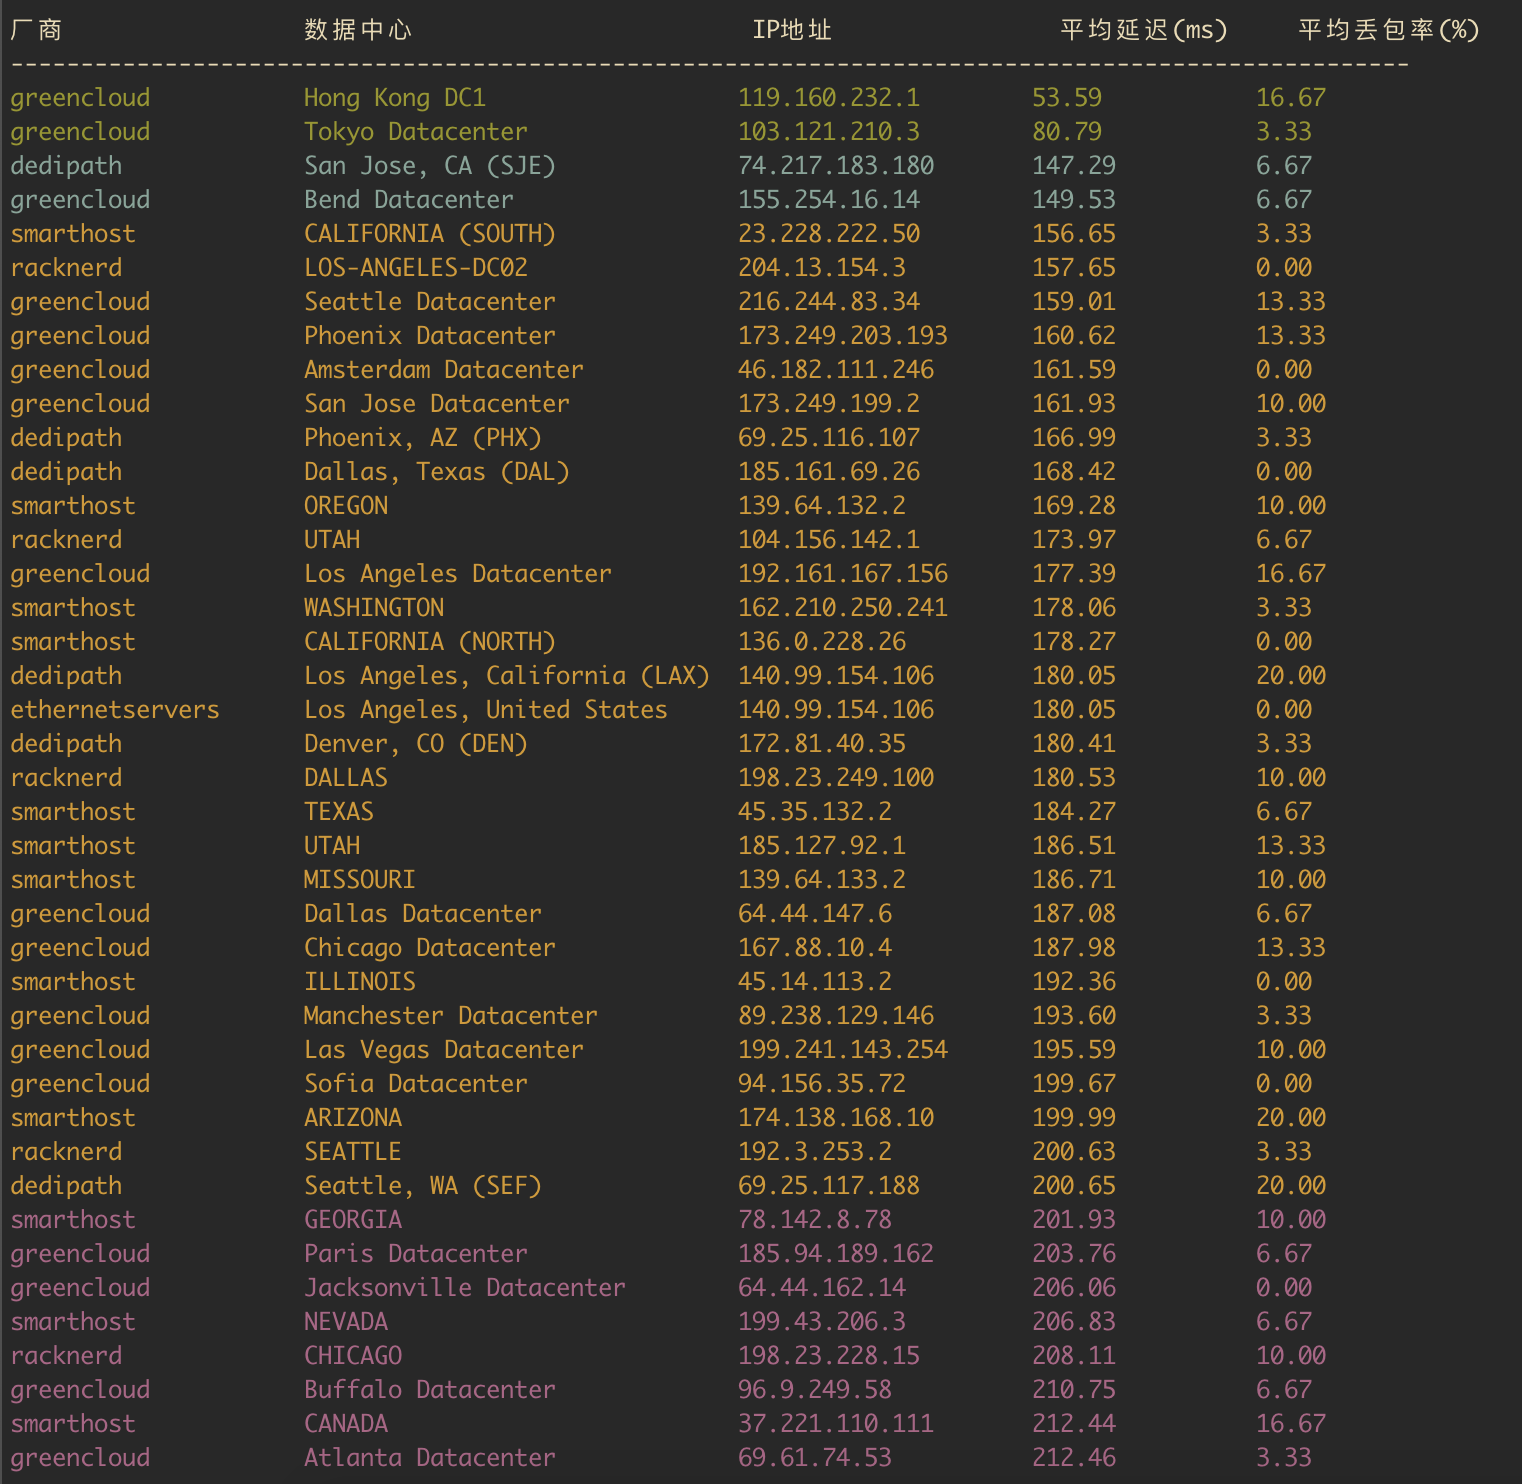 厂商 数据中心 IP地址 平均延迟(ms) 平均丢包率(%)
----------------------------------------------------------------------------------------------------
greencloud Hong Kong DC1 119.160.232.1 53.59 16.67
greencloud Tokyo Datacenter 103.121.210.3 80.79 3.33
dedipath San Jose, CA (SJE) 74.217.183.180 147.29 6.67
greencloud Bend Datacenter 155.254.16.14 149.53 6.67
smarthost CALIFORNIA (SOUTH) 23.228.222.50 156.65 3.33
racknerd LOS-ANGELES-DC02 204.13.154.3 157.65 0.00
greencloud Seattle Datacenter 216.244.83.34 159.01 13.33
greencloud Phoenix Datacenter 173.249.203.193 160.62 13.33
greencloud Amsterdam Datacenter 46.182.111.246 161.59 0.00
greencloud San Jose Datacenter 173.249.199.2 161.93 10.00
dedipath Phoenix, AZ (PHX) 69.25.116.107 166.99 3.33
dedipath Dallas, Texas (DAL) 185.161.69.26 168.42 0.00
smarthost OREGON 139.64.132.2 169.28 10.00
racknerd UTAH 104.156.142.1 173.97 6.67
greencloud Los Angeles Datacenter 192.161.167.156 177.39 16.67
smarthost WASHINGTON 162.210.250.241 178.06 3.33
smarthost CALIFORNIA (NORTH) 136.0.228.26 178.27 0.00
dedipath Los Angeles, California (LAX) 140.99.154.106 180.05 20.00
ethernetservers Los Angeles, United States 140.99.154.106 180.05 0.00
dedipath Denver, CO (DEN) 172.81.40.35 180.41 3.33
racknerd DALLAS 198.23.249.100 180.53 10.00
smarthost TEXAS 45.35.132.2 184.27 6.67
smarthost UTAH 185.127.92.1 186.51 13.33
smarthost MISSOURI 139.64.133.2 186.71 10.00
greencloud Dallas Datacenter 64.44.147.6 187.08 6.67
greencloud Chicago Datacenter 167.88.10.4 187.98 13.33
smarthost ILLINOIS 45.14.113.2 192.36 0.00
greencloud Manchester Datacenter 89.238.129.146 193.60 3.33
greencloud Las Vegas Datacenter 199.241.143.254 195.59 10.00
greencloud Sofia Datacenter 94.156.35.72 199.67 0.00
smarthost ARIZONA 174.138.168.10 199.99 20.00
racknerd SEATTLE 192.3.253.2 200.63 3.33
dedipath Seattle, WA (SEF) 69.25.117.188 200.65 20.00
smarthost GEORGIA 78.142.8.78 201.93 10.00
greencloud Paris Datacenter 185.94.189.162 203.76 6.67
greencloud Jacksonville Datacenter 64.44.162.14 206.06 0.00
smarthost NEVADA 199.43.206.3 206.83 6.67
racknerd CHICAGO 198.23.228.15 208.11 10.00
greencloud Buffalo Datacenter 96.9.249.58 210.75 6.67
smarthost CANADA 37.221.110.111 212.44 16.67
greencloud Atlanta Datacenter 69.61.74.53 212.46 3.33